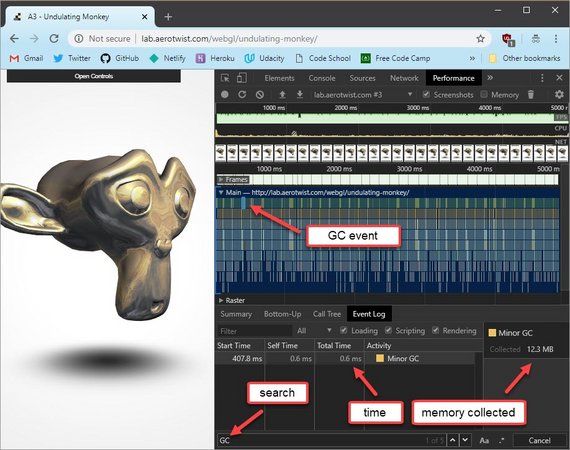 A3 - Undulating Monkey
Not secure | lab.aerotwist.com/webgl/undulating-monkey/
1
Gmail Twitter GitHub Netlify Heroku Udacity Code School Free Code Camp » Other bookmarks
Open Controls
Elements Console Sources Network Performance »
lab.aerotwist.com #3 Screenshots Memory
1000 ms 2000 ms 3000 ms 4000 ms 5000 r
FPS
CPU
NET
1000 ms 2000 ms 3000 ms 4000 ms 5000 m
Frames
Main — http://lab.aerotwist.com/webgl/undulating-monkey/
GC event
Raster
Summary Bottom-Up Call Tree Event Log
Filter All Loading Scripting Rendering
Minor GC
Collected 12.3 MB
Start Time Self Time Total Time Activity
407.8 ms 0.6 ms 0.6 ms Minor GC
search
time
memory collected
GC
1 of 5
Aa .* Cancel